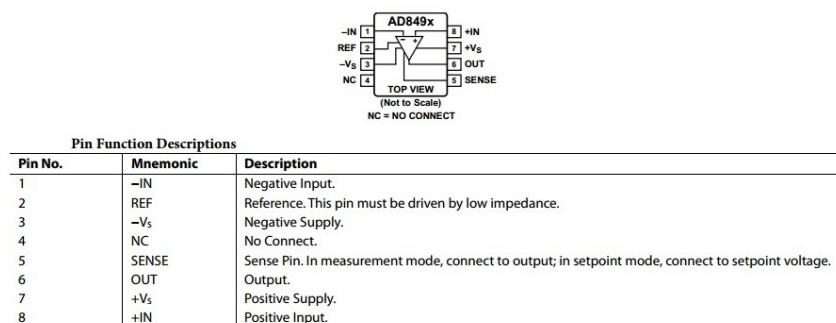 AD849x
–IN 1 8 +IN
REF 2 7 +VS
–VS 3 6 OUT
NC 4 5 SENSE
– +
TOP VIEW
(Not to Scale)
NC = NO CONNECT
Pin Function Descriptions
Pin No. Mnemonic Description
1 –IN Negative Input.
2 REF Reference. This pin must be driven by low impedance.
3 –VS Negative Supply.
4 NC No Connect.
5 SENSE Sense Pin. In measurement mode, connect to output; in setpoint mode, connect to setpoint voltage.
6 OUT Output.
7 +VS Positive Supply.
8 +IN Positive Input.